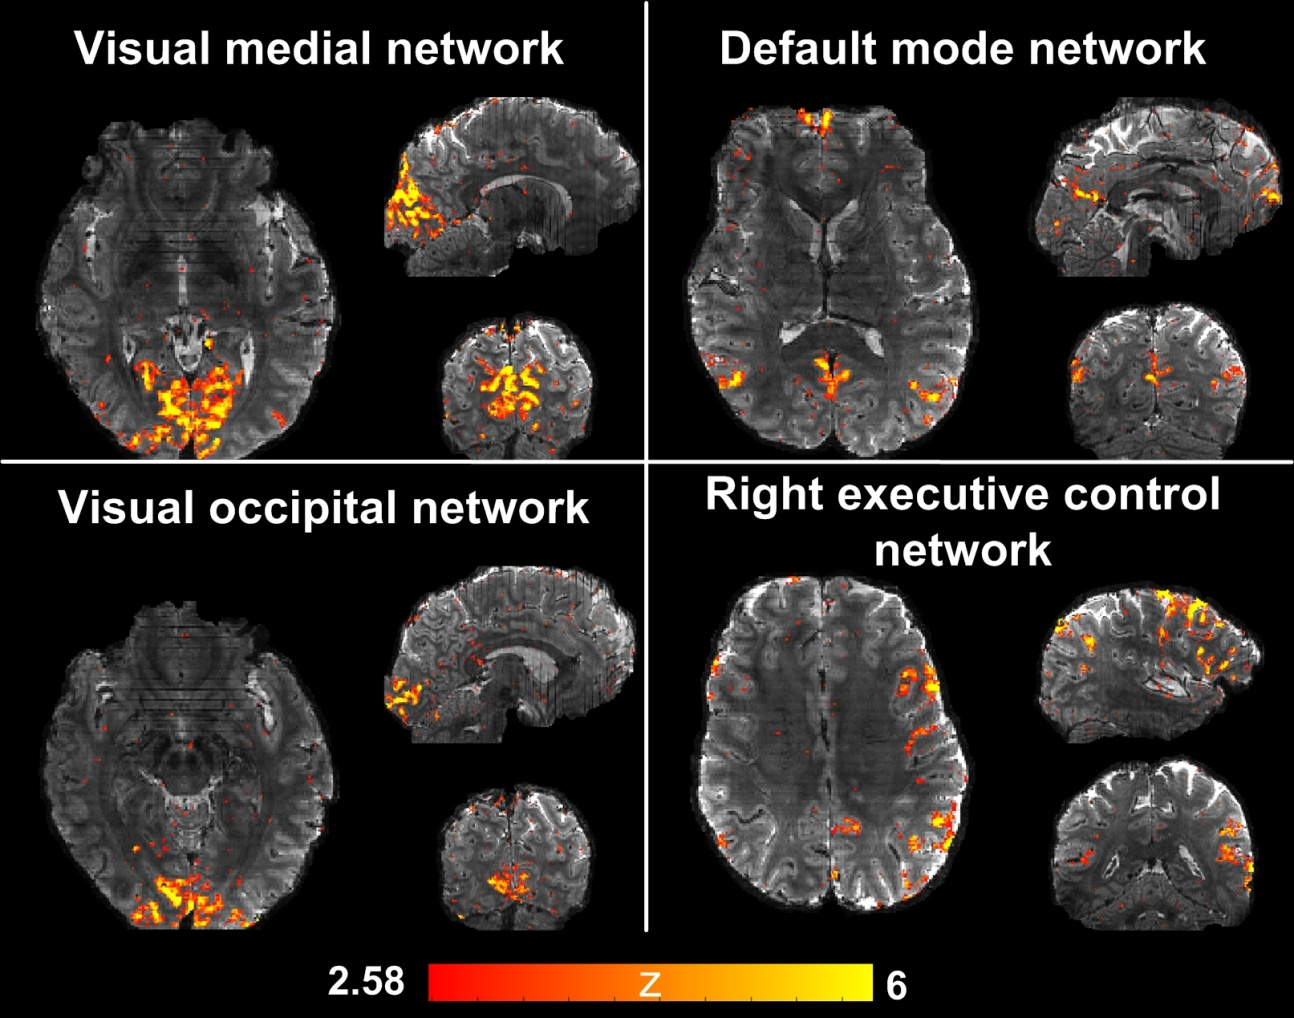 Visual medial network
Default mode network
Visual occipital network
Right executive control
network
2.58
Z
6